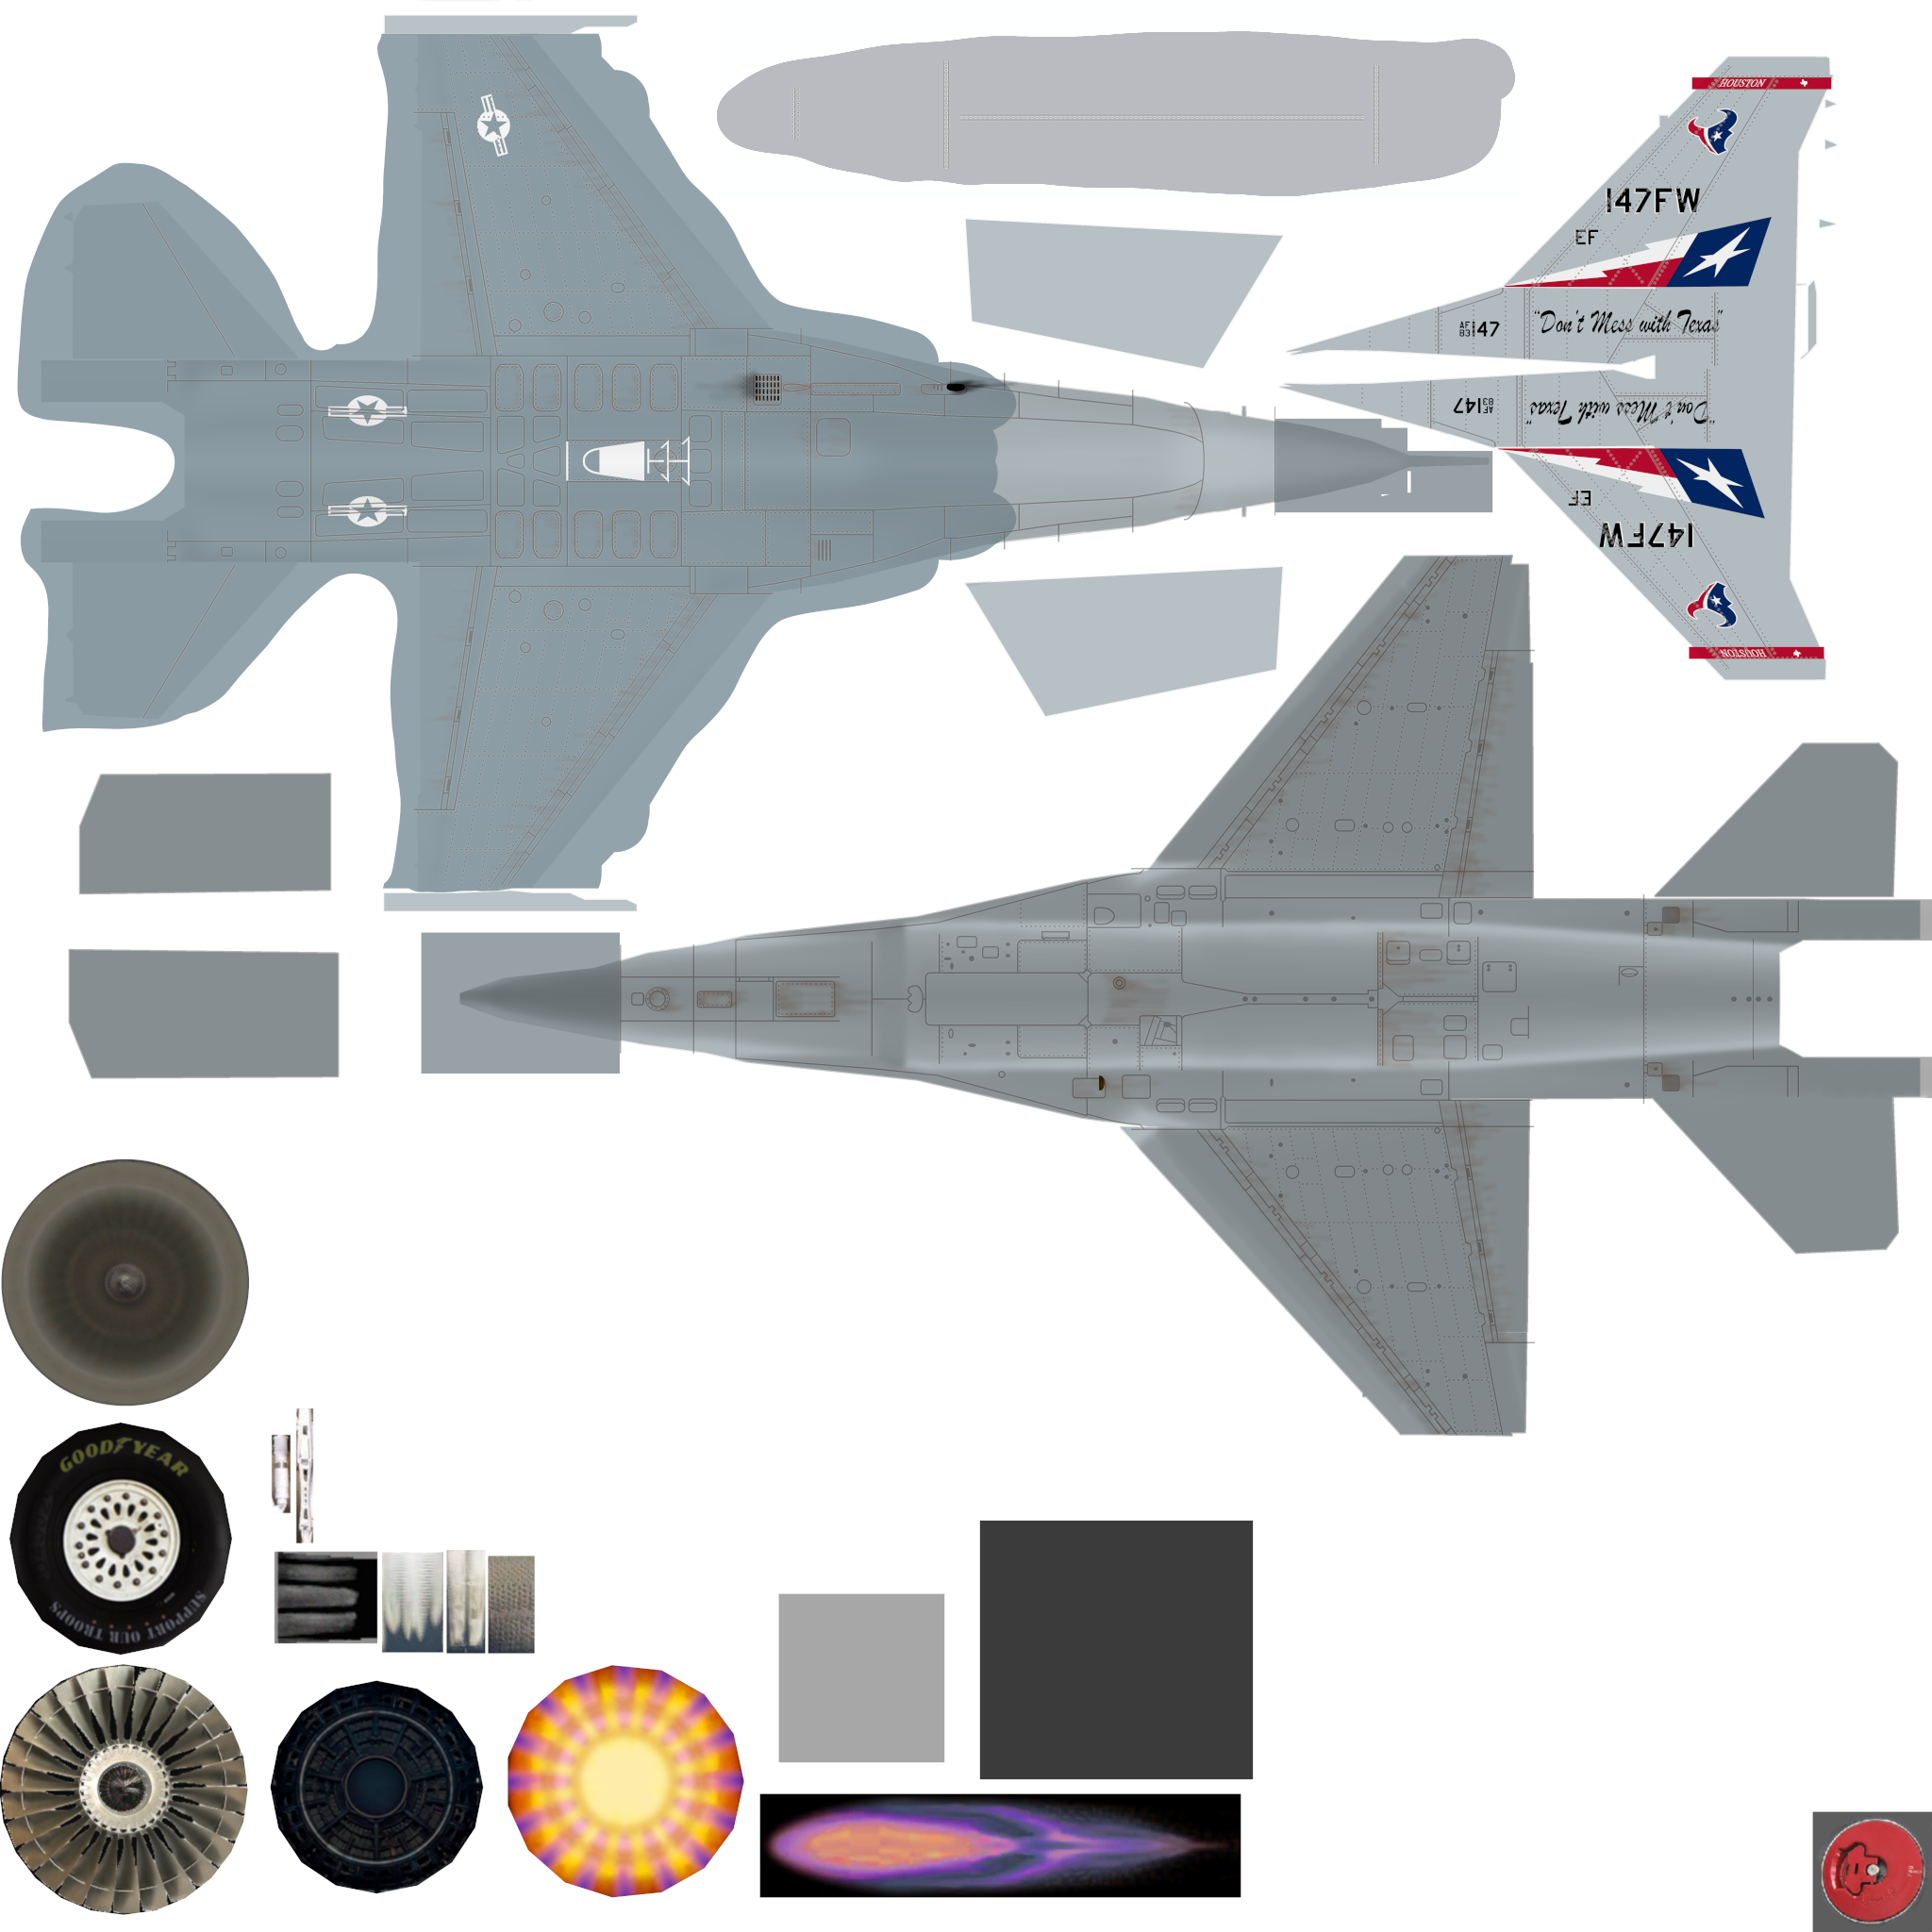 HOUSTON
147FW
EF
AF
83 147
"Don't Mess with Texas"
AF
83 147
"Don't Mess with Texas"
EF
147FW
HOUSTON
GOODYEAR
SUPPORT OUR TROOPS